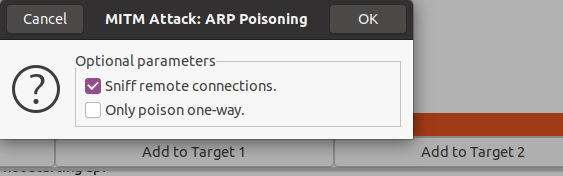 Cancel MITM Attack: ARP Poisoning OK
Optional parameters
?
Sniff remote connections.
Only poison one-way.
Add to Target 1 Add to Target 2